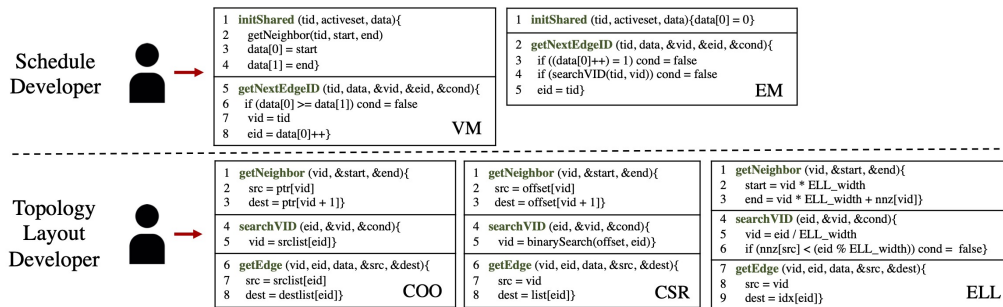 Schedule
Developer
1 initShared (tid, activeset, data){
2 getNeighbor(tid, start, end)
3 data[0] = start
4 data[1] = end}
5 getNextEdgeID (tid, data, &vid, &eid, &cond){
6 if (data[0] >= data[1]) cond = false
7 vid = tid
8 eid = data[0]++}
VM
1 initShared (tid, activeset, data){data[0] = 0}
2 getNextEdgeID (tid, data, &vid, &eid, &cond){
3 if ((data[0]++) = 1) cond = false
4 if (searchVID(tid, vid)) cond = false
5 eid = tid}
EM
Topology
Layout
Developer
1 getNeighbor (vid, &start, &end){
2 src = ptr[vid]
3 dest = ptr[vid + 1]}
4 searchVID (eid, &vid, &cond){
5 vid = srclist[eid]}
6 getEdge (vid, eid, data, &src, &dest){
7 src = srclist[eid]
8 dest = destlist[eid]}
COO
1 getNeighbor (vid, &start, &end){
2 src = offset[vid]
3 dest = offset[vid + 1]}
4 searchVID (eid, &vid, &cond){
5 vid = binarySearch(offset, eid)}
6 getEdge (vid, eid, data, &src, &dest){
7 src = vid
8 dest = list[eid]}
CSR
1 getNeighbor (vid, &start, &end){
2 start = vid * ELL_width
3 end = vid * ELL_width + nnz[vid]}
4 searchVID (eid, &vid, &cond){
5 vid = eid / ELL_width
6 if (nnz[src] < (eid % ELL_width)) cond = false}
7 getEdge (vid, eid, data, &src, &dest){
8 src = vid
9 dest = idx[eid]}
ELL